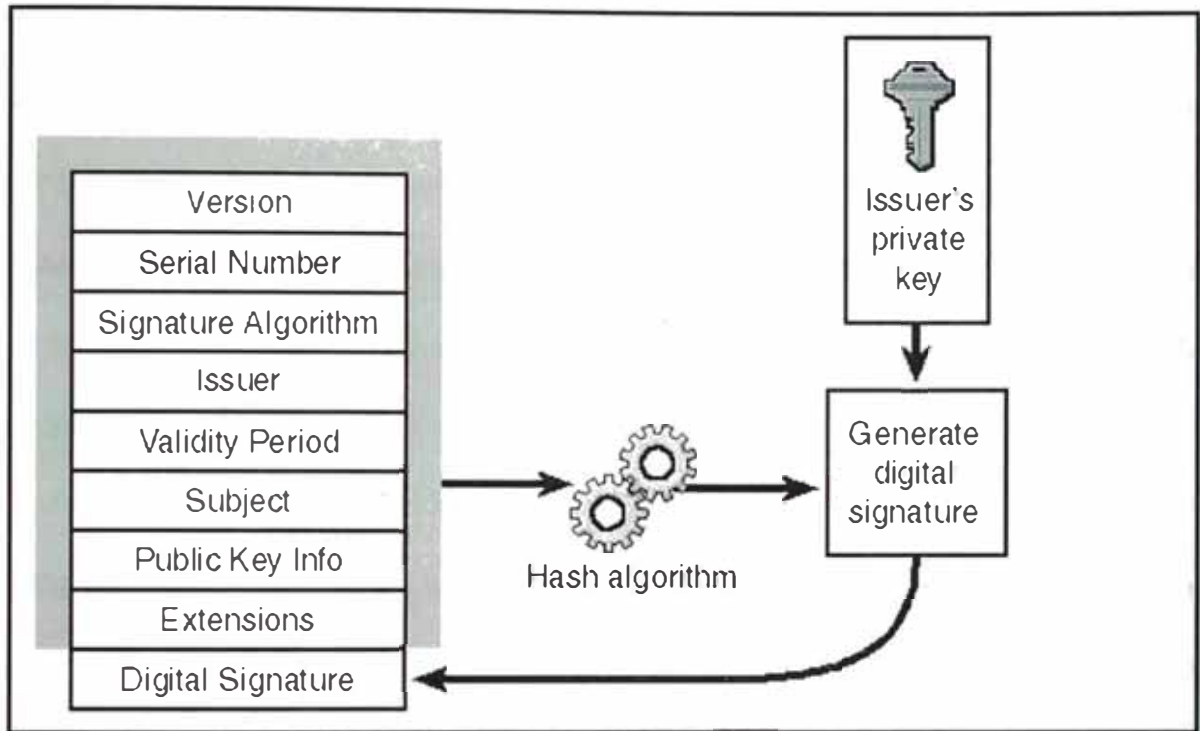 Version
Serial Number
Signature Algorithm
Issuer
Validity Period
Subject
Public Key Info
Extensions
Digital Signature
Hash algorithm
Issuer's
private
key
Generate
digital
signature